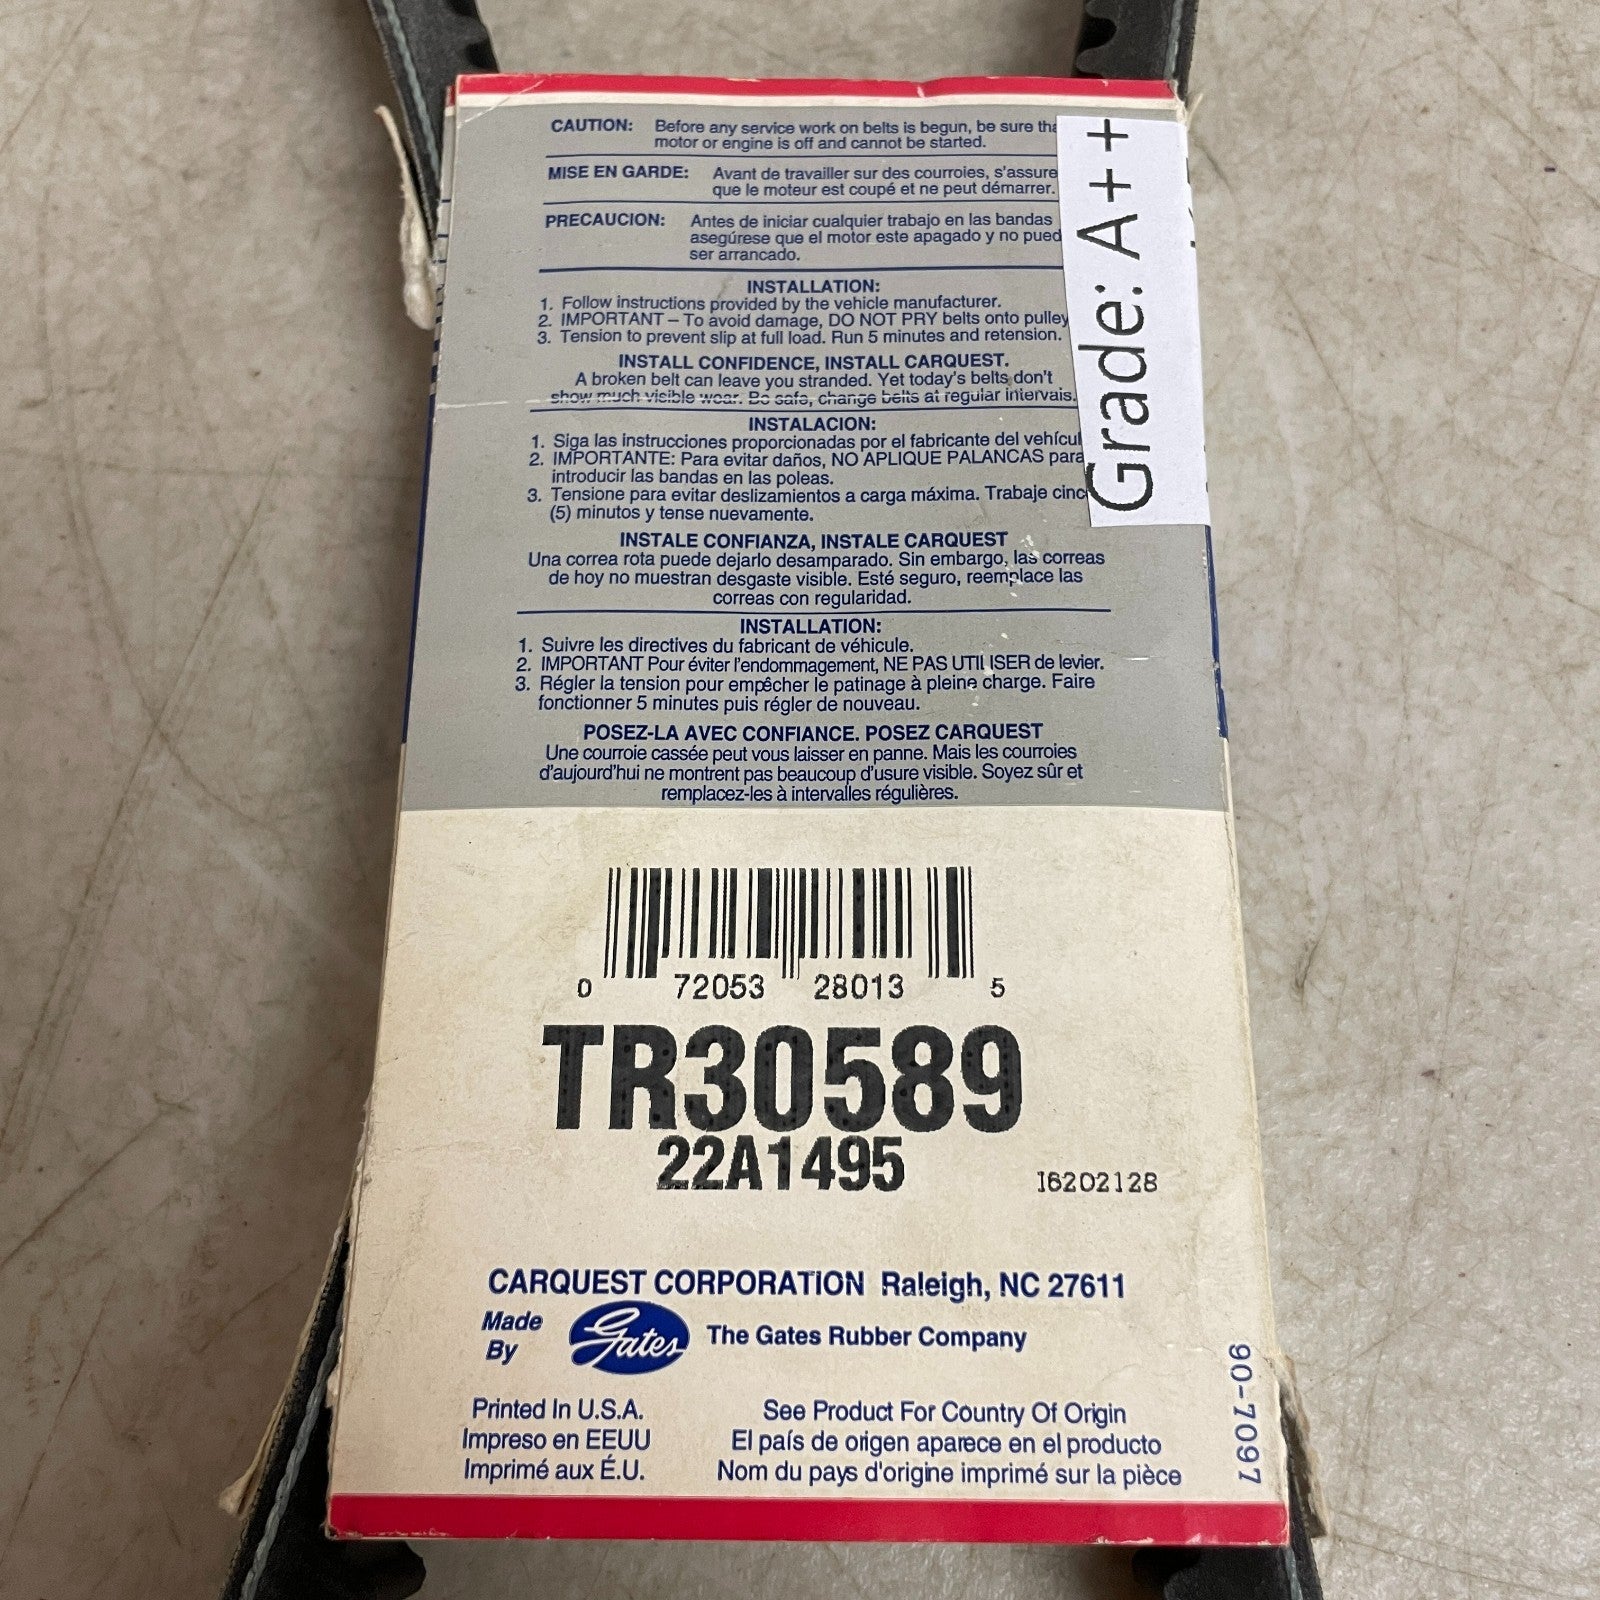 CAUTION: Before any service work on belts is begun, be sure
motor or engine is off and cannot be started.
MISE EN GARDE: Avant de travailler sur des courroies, s'assure
que le moteur est coupé et ne peut démarrer.
PRECAUCION: Antes de iniciar cualquier trabajo en las bandas
asegúrese que el motor este apagado y no
ser arrancado.
INSTALLATION:
1. Follow instructions provided by the vehicle manufacturer.
2. IMPORTANT – To avoid damage, DO NOT PRY belts onto pulley
3. Tension to prevent slip at full load. Run 5 minutes and retension.
INSTALL CONFIDENCE, INSTALL CARQUEST.
A broken belt can leave you stranded. Yet today's belts don't
show much visible wear. Be safe, change belts at regular intervals.
INSTALACION:
1. Siga las instrucciones proporcionadas por el fabricante del
2. IMPORTANTE: Para evitar daños, NO APLIQUE PALANCAS para
introducir las bandas en las poleas.
3. Tensione para evitar deslizamientos a carga máxima. Trabaje
(5) minutos y tense nuevamente.
INSTALE CONFIANZA, INSTALE CARQUEST
Una correa rota puede dejarlo desamparado. Sin embargo, las correas
de hoy no muestran desgaste visible. Esté seguro, reemplace las
correas con regularidad.
INSTALLATION:
1. Suivre les directives du fabricant de véhicule.
2. IMPORTANT Pour éviter l'endommagement, NE PAS UTILISER de levier.
3. Régler la tension pour empêcher le patinage à pleine charge. Faire
fonctionner 5 minutes puis régler de nouveau.
POSEZ-LA AVEC CONFIANCE. POSEZ CARQUEST
Une courroie cassée peut vous laisser en panne. Mais les courroies
d'aujourd'hui ne montrent pas beaucoup d'usure visible. Soyez sûr et
remplacez-les à intervalles régulières.
Grade: A++
0 72053 28013 5
TR30589
22A1495
I6202128
CARQUEST CORPORATION Raleigh, NC 27611
Made By Gates The Gates Rubber Company
Printed In U.S.A. See Product For Country Of Origin
Impreso en EEUU El país de origen aparece en el producto
Imprimé aux É.U. Nom du pays d'origine imprimé sur la pièce
90-7097